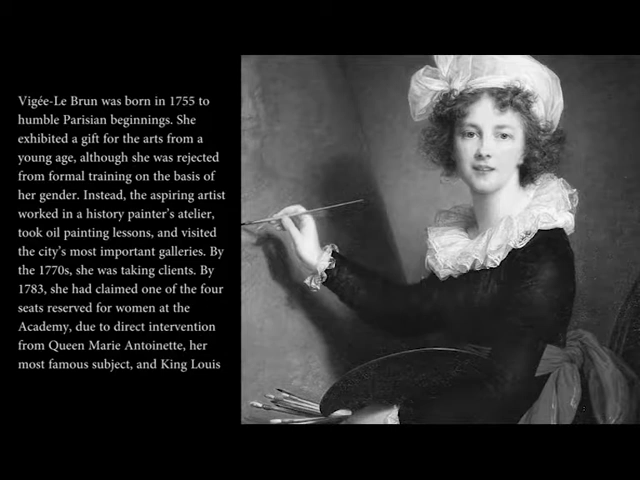 Vigée-Le Brun was born in 1755 to
humble Parisian beginnings. She
exhibited a gift for the arts from a
young age, although she was rejected
from formal training on the basis of
her gender. Instead, the aspiring artist
worked in a history painter's atelier,
took oil painting lessons, and visited
the city's most important galleries. By
the 1770s, she was taking clients. By
1783, she had claimed one of the four
seats reserved for women at the
Academy, due to direct intervention
from Queen Marie Antoinette, her
most famous subject, and King Louis